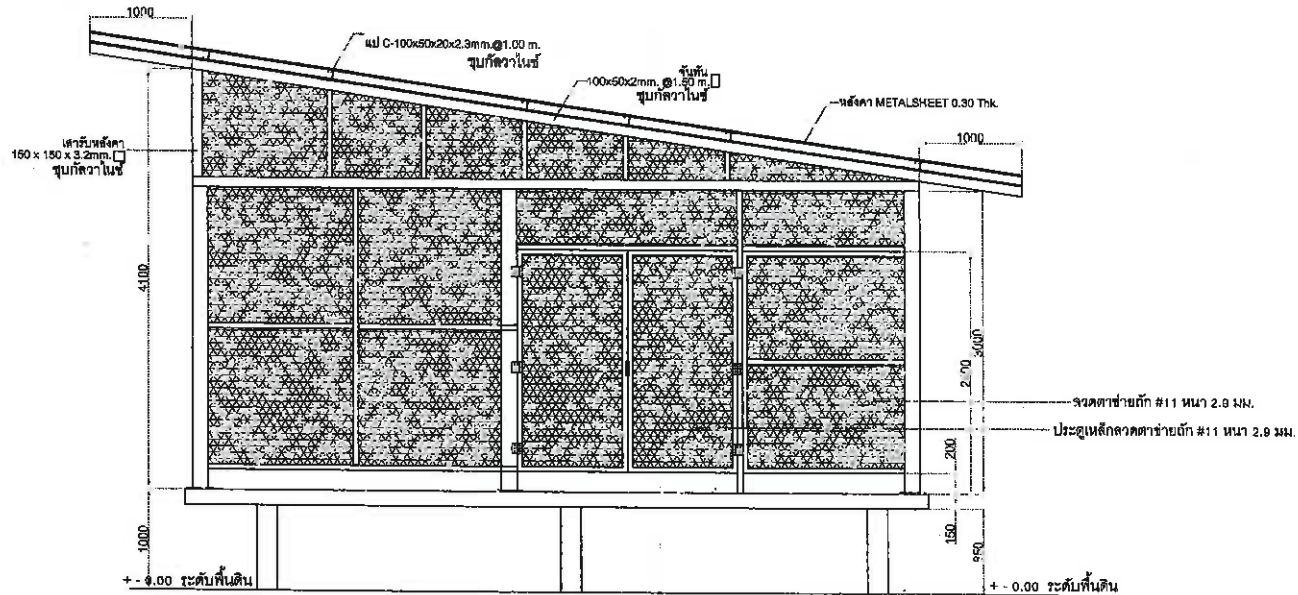 1000
แป C-100x50x20x2.3mm.@1.00 m.
ชุบกัลวาไนซ์
จันทัน
100x50x2mm. @1.50 m.
ชุบกัลวาไนซ์
หลังคา METALSHEET 0.30 Thk.
1000
เสารับหลังคา
150 x 150 x 3.2mm.
ชุบกัลวาไนซ์
4100
3000
ลวดตาข่ายถัก #11 หนา 2.9 มม.
ประตูเหล็กลวดตาข่ายถัก #11 หนา 2.9 มม.
200
1000
150
850
+ - 0.00 ระดับพื้นดิน
+ - 0.00 ระดับพื้นดิน